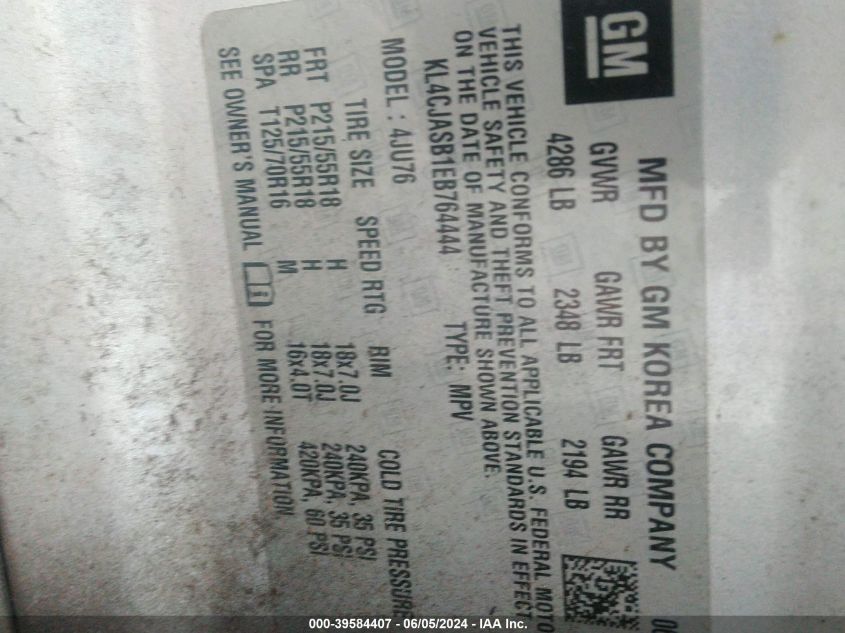 GM
MFD BY GM KOREA COMPANY
GVWR GAWR FRT GAWR RR
4286 LB 2348 LB 2194 LB
THIS VEHICLE CONFORMS TO ALL APPLICABLE U.S. FEDERAL MOTO
VEHICLE SAFETY AND THEFT PREVENTION STANDARDS IN EFFECT
ON THE DATE OF MANUFACTURE SHOWN ABOVE.
KL4CJASB1EB764444 TYPE: MPV
MODEL : 4JU76
TIRE SIZE SPEED RTG RIM COLD TIRE PRESSURE
FRT P215/55R18 H 18x7.0J 240KPA, 35 PSI
RR P215/55R18 H 18x7.0J 240KPA, 35 PSI
SPA T125/70R16 M 16x4.0T 420KPA, 60 PSI
SEE OWNER'S MANUAL FOR MORE INFORMATION
000-39584407 - 06/05/2024 - IAA Inc.